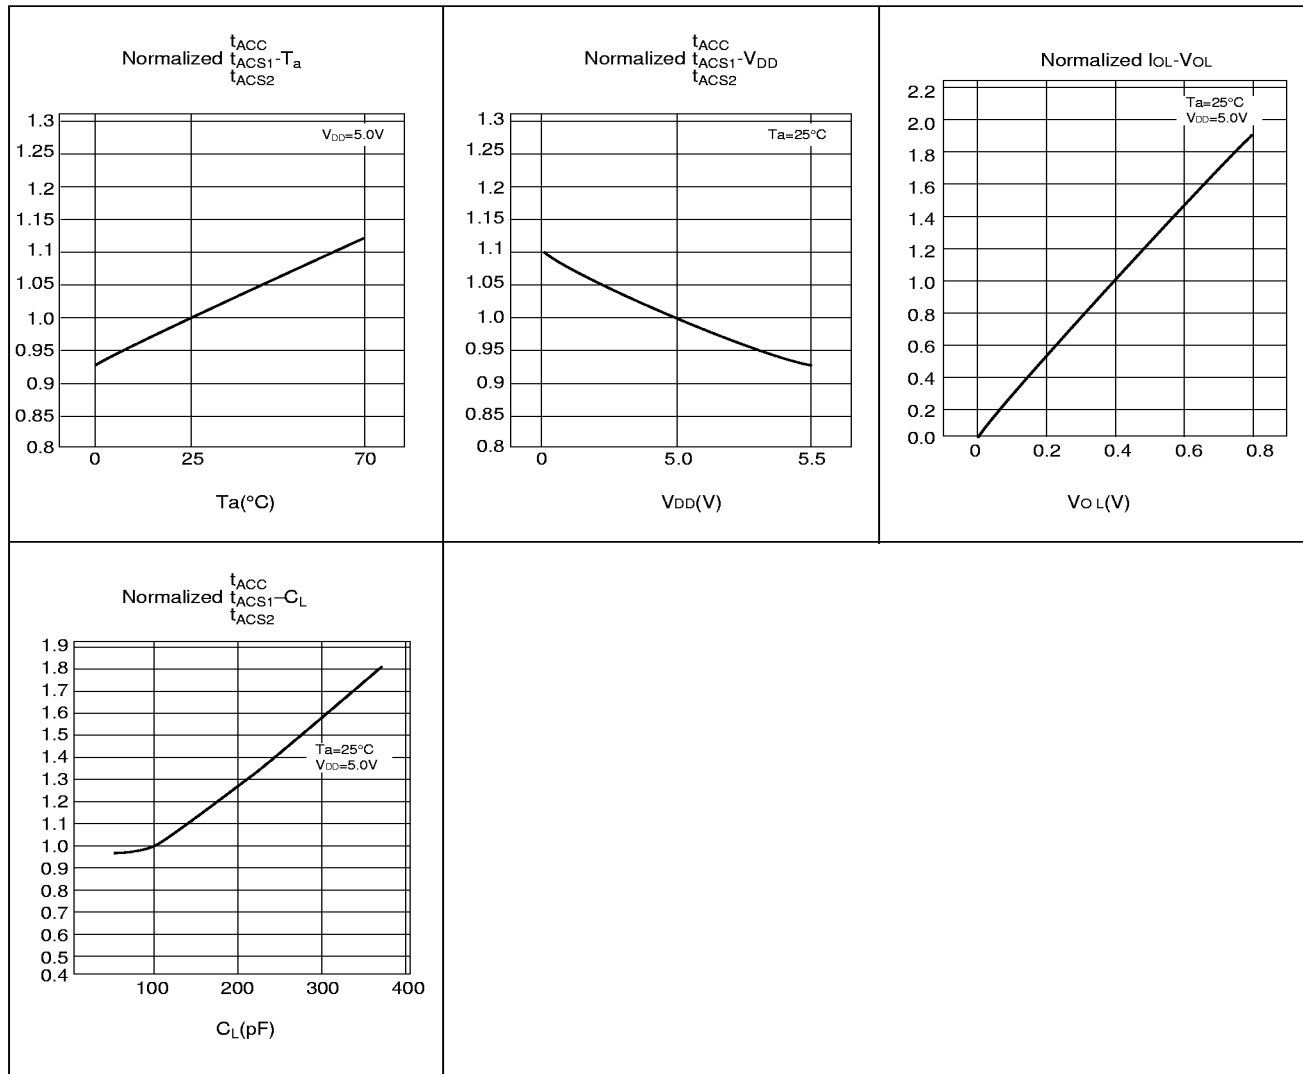 tACC
Normalized tACS1-Ta
tACS2
VDD=5.0V
1.3
1.25
1.2
1.15
1.1
1.05
1.0
0.95
0.9
0.85
0.8
0 25 70
Ta(°C)
tACC
Normalized tACS1-VDD
tACS2
Ta=25°C
1.3
1.25
1.2
1.15
1.1
1.05
1.0
0.95
0.9
0.85
0.8
0 5.0 5.5
VDD(V)
Normalized IOL-VOL
Ta=25°C
VDD=5.0V
2.2
2.0
1.8
1.6
1.4
1.2
1.0
0.8
0.6
0.4
0.2
0.0
0 0.2 0.4 0.6 0.8
VO L(V)
tACC
Normalized tACS1–CL
tACS2
1.9
1.8
1.7
1.6
1.5
1.4
1.3
1.2
1.1
1.0
0.9
0.8
0.7
0.6
0.5
0.4
Ta=25°C
VDD=5.0V
100 200 300 400
CL(pF)